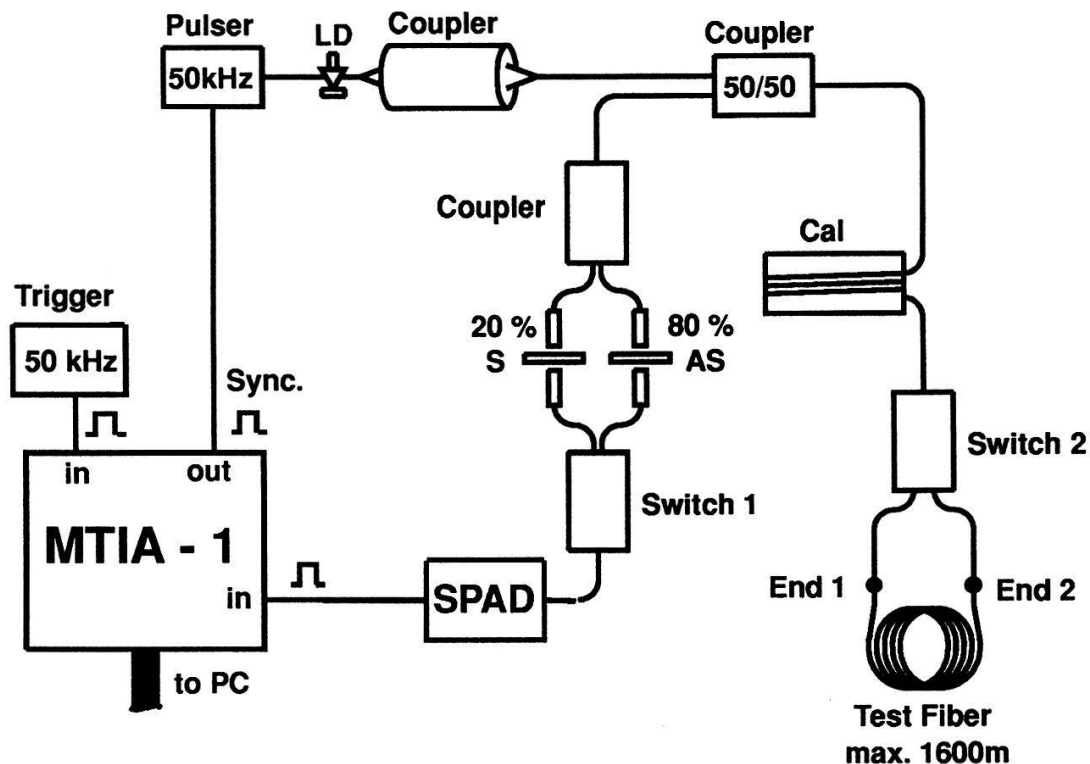 Pulser
50kHz
LD
Coupler
Coupler
50/50
Coupler
Cal
20 %
S
80 %
AS
Trigger
50 kHz
Sync.
in
out
MTIA - 1
in
to PC
SPAD
Switch 1
Switch 2
End 1
End 2
Test Fiber
max. 1600m